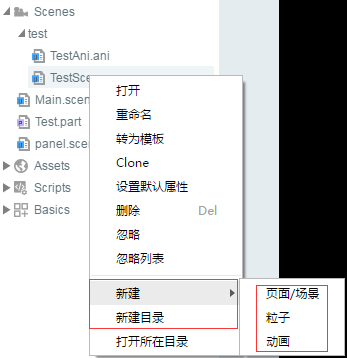 Scenes
test
TestAni.ani
TestSce
Main.scen
Test.part
panel.sce
Assets
Scripts
Basics
打开
重命名
转为模板
Clone
设置默认属性
删除 Del
忽略
忽略列表
新建
新建目录
打开所在目录
页面/场景
粒子
动画